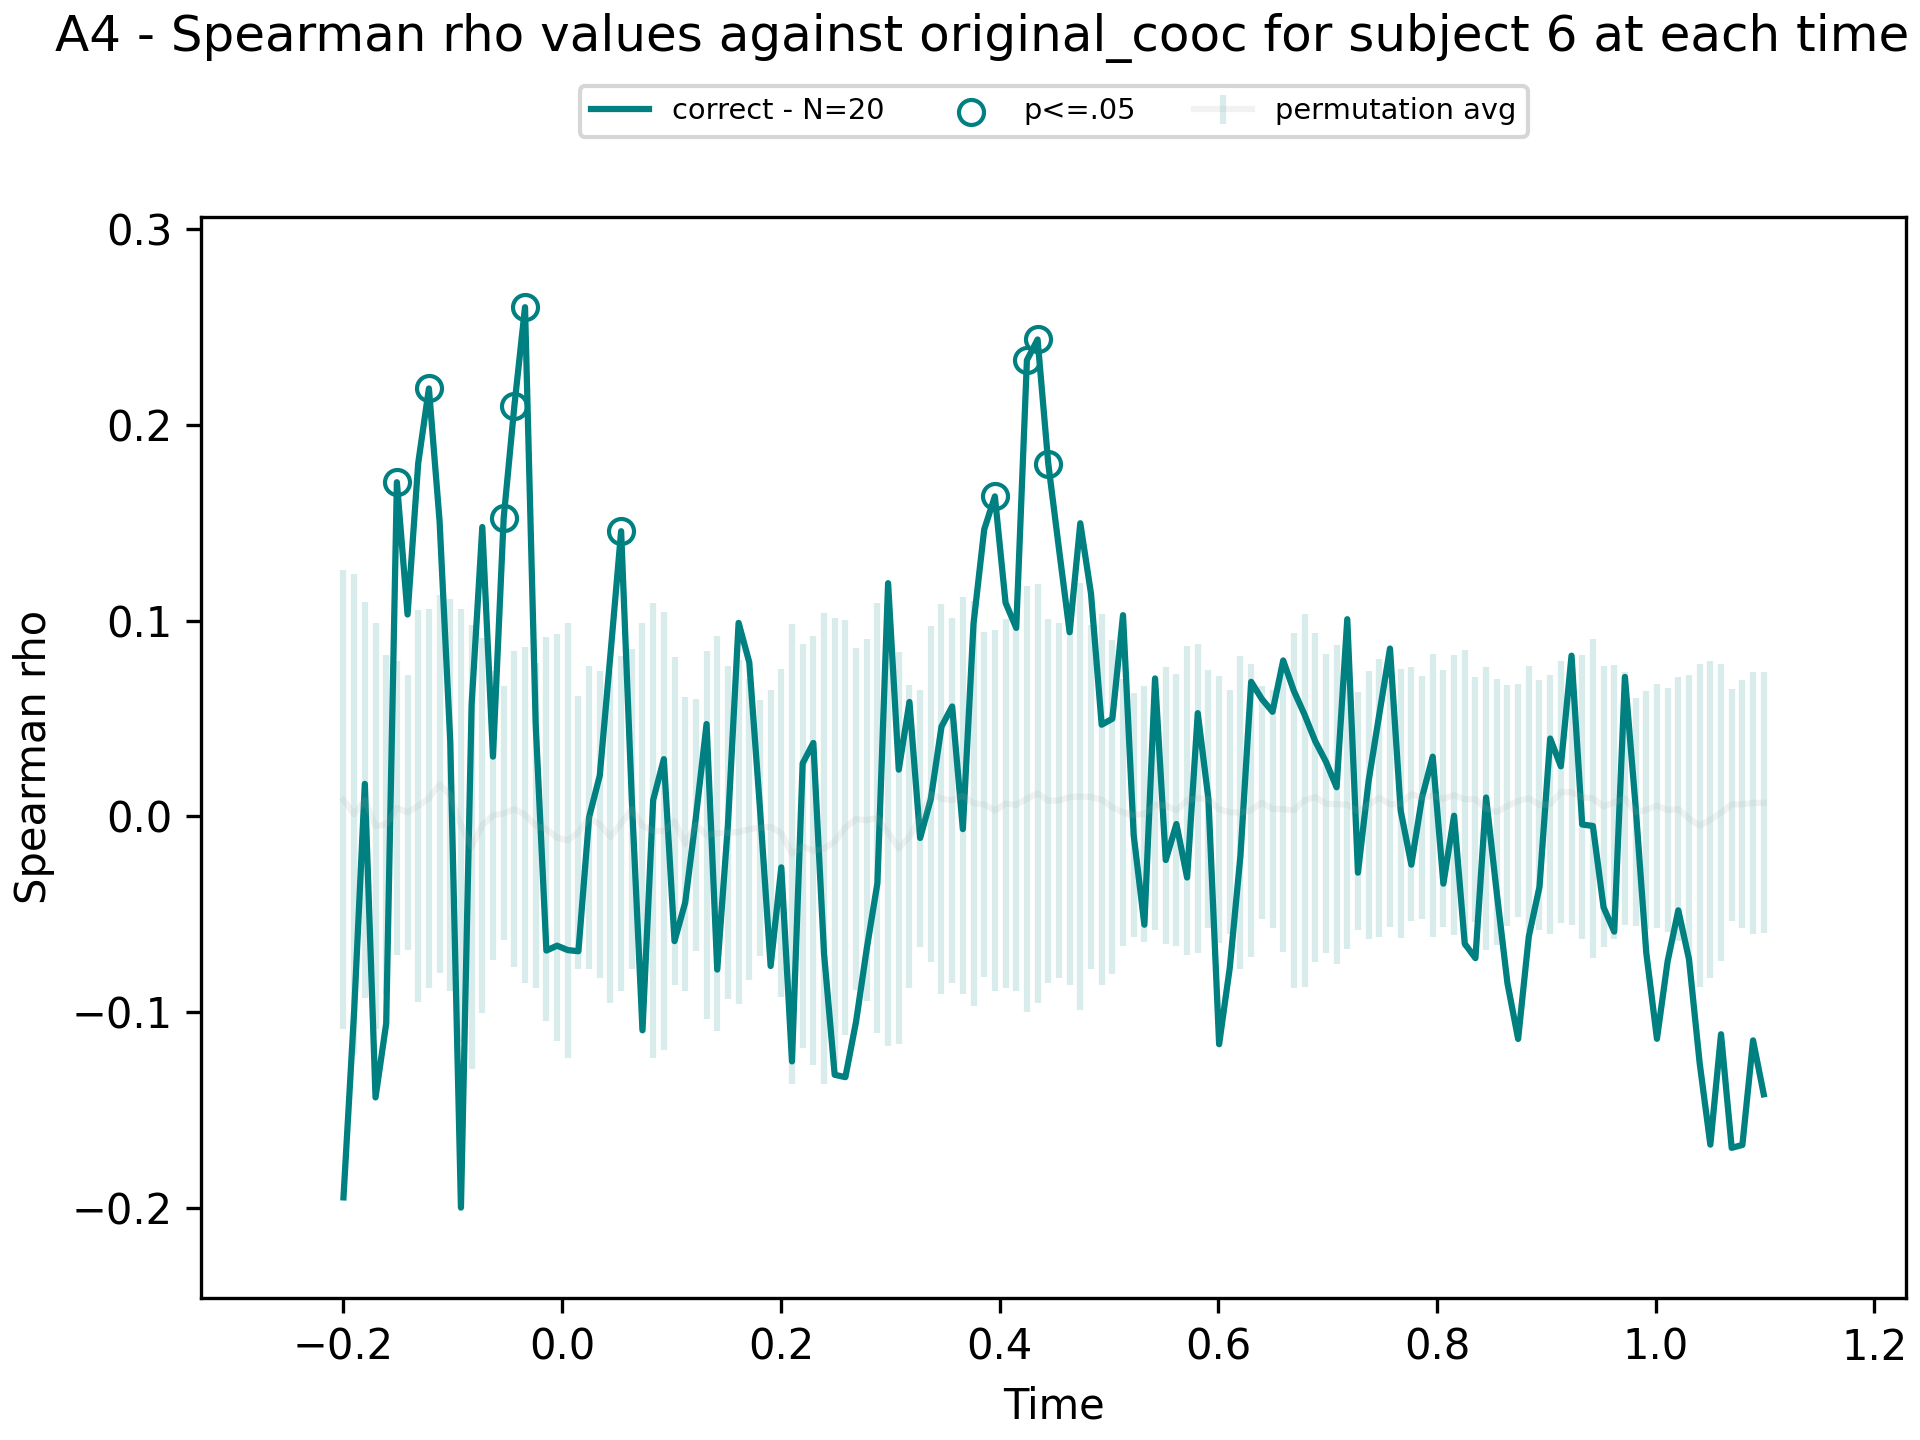 A4 - Spearman rho values against original_cooc for subject 6 at each time
correct - N=20 p<=.05 permutation avg
0.3
0.2
0.1
0.0
−0.1
−0.2
Spearman rho
−0.2 0.0 0.2 0.4 0.6 0.8 1.0 1.2
Time